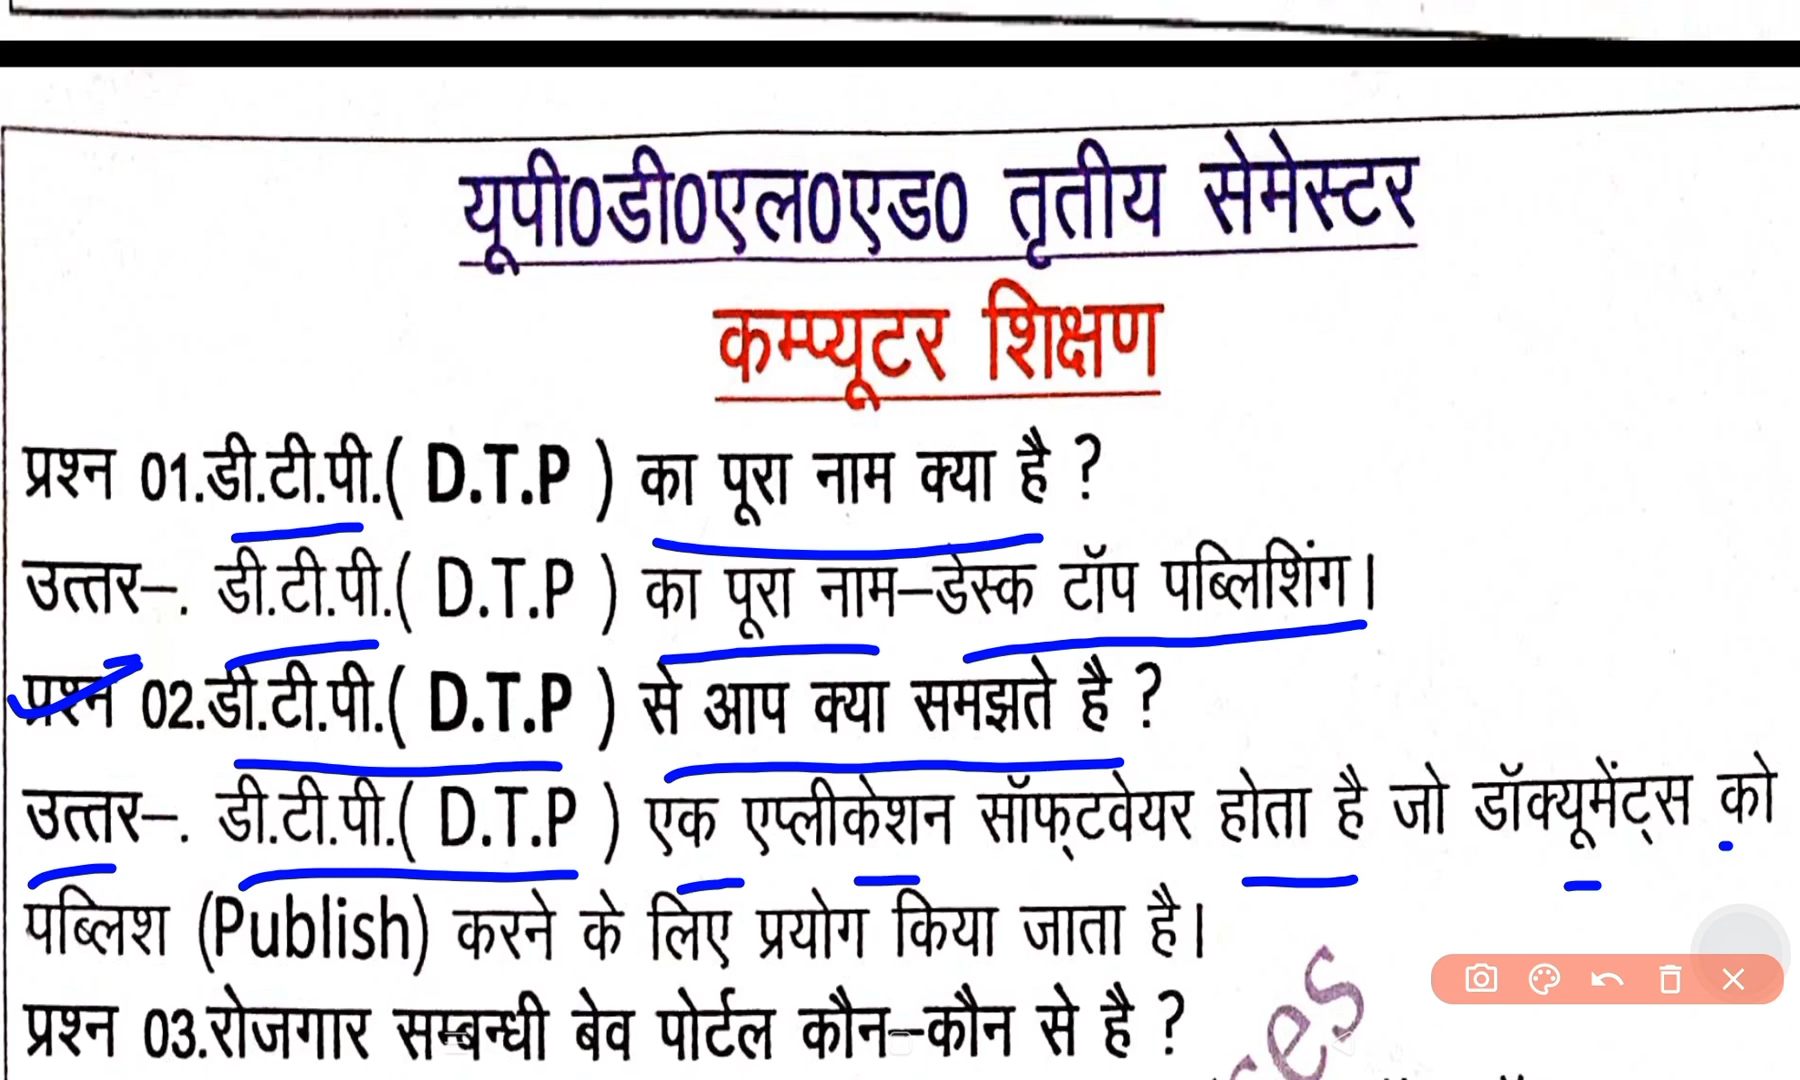 यूपी0डी0एल0एड0 तृतीय सेमेस्टर
कम्प्यूटर शिक्षण
प्रश्न 01.डी.टी.पी.( D.T.P ) का पूरा नाम क्या है ?
उत्तर–. डी.टी.पी.( D.T.P ) का पूरा नाम–डेस्क टॉप पब्लिशिंग।
प्रश्न 02.डी.टी.पी.( D.T.P ) से आप क्या समझते है ?
उत्तर–. डी.टी.पी.( D.T.P ) एक एप्लीकेशन सॉफ्टवेयर होता है जो डॉक्यूमेंट्स को
पब्लिश (Publish) करने के लिए प्रयोग किया जाता है।
प्रश्न 03.रोजगार सम्बन्धी बेव पोर्टल कौन–कौन से है ?